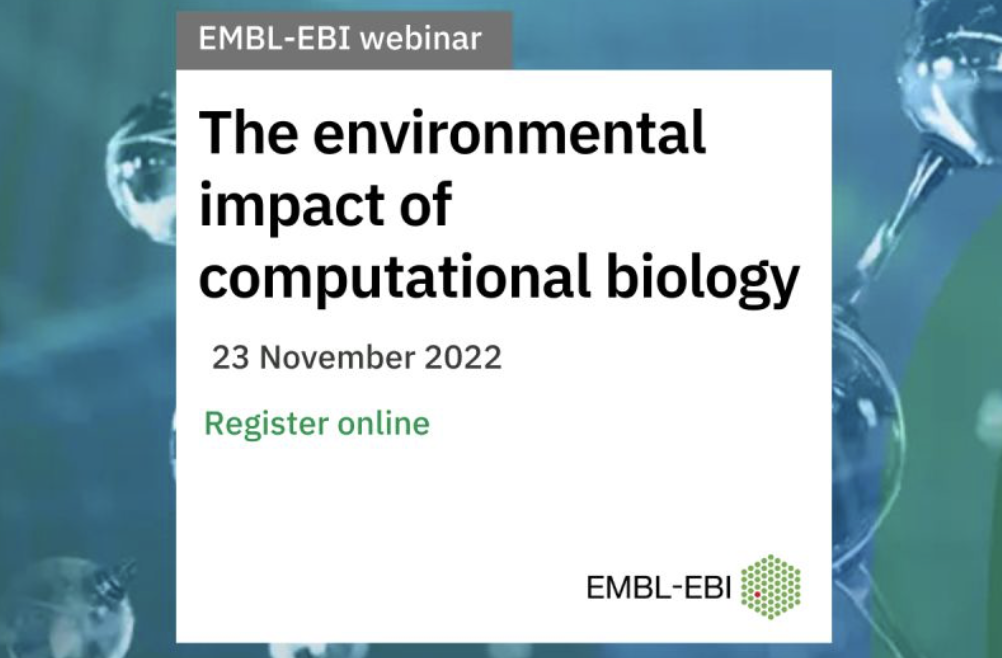 EMBL-EBI webinar
The environmental
impact of
computational biology
23 November 2022
Register online
EMBL-EBI